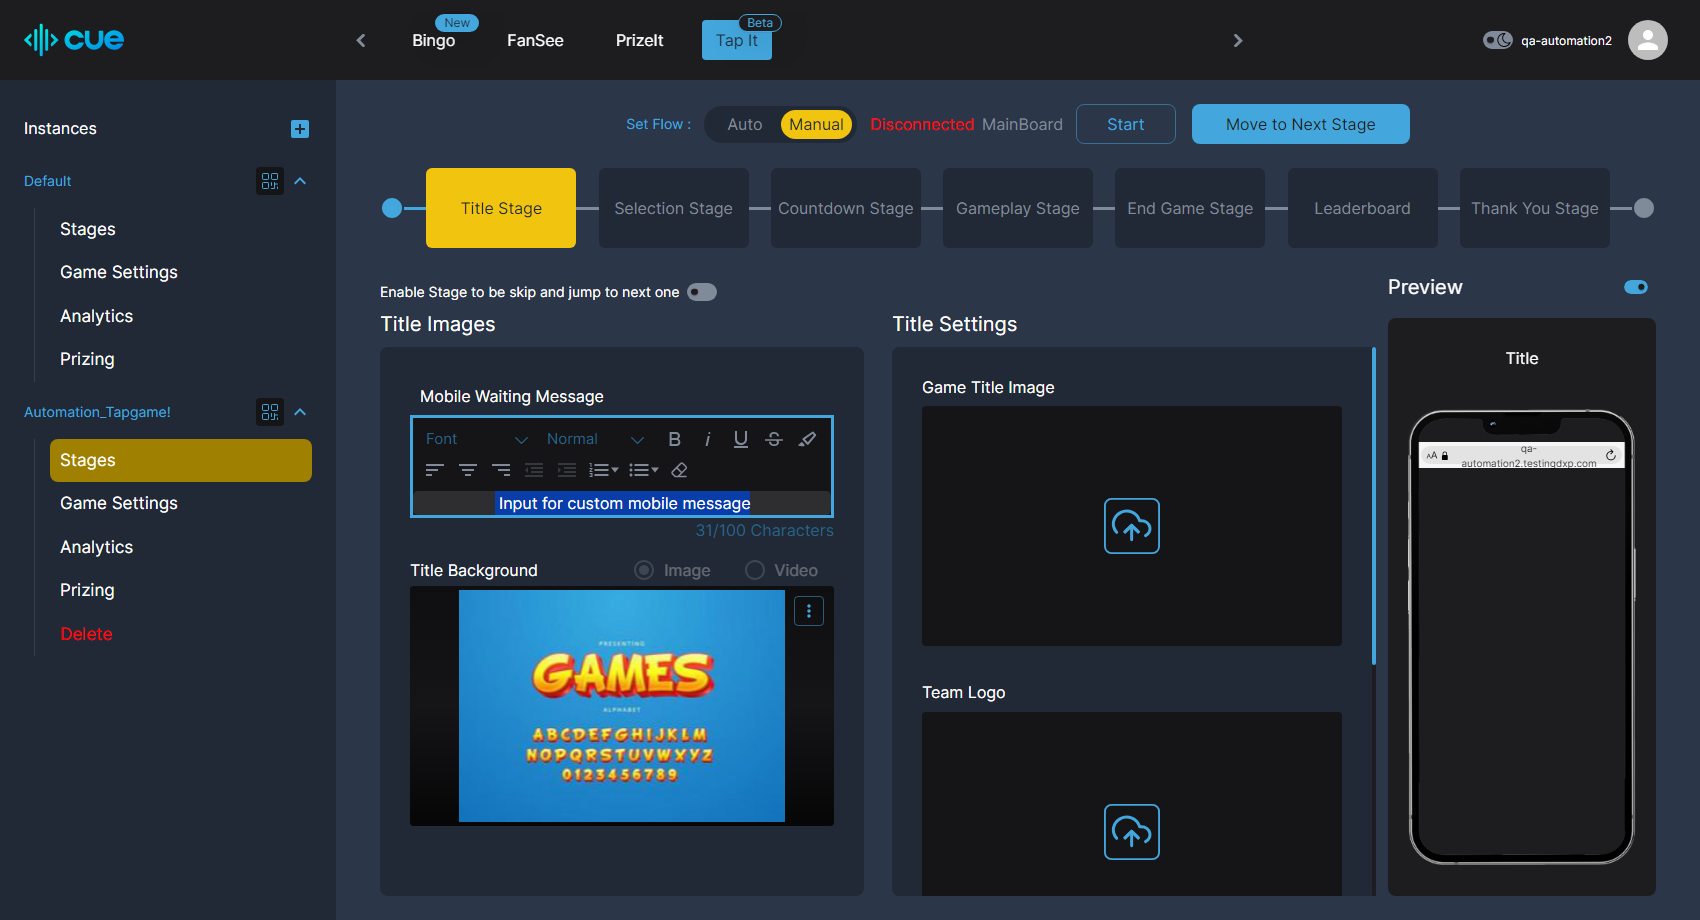 cue
New
Bingo
FanSee
PrizeIt
Beta
Tap It
qa-automation2
Instances
Default
Stages
Game Settings
Analytics
Prizing
Automation_Tapgame!
Stages
Game Settings
Analytics
Prizing
Delete
Set Flow :
Auto
Manual
Disconnected MainBoard
Start
Move to Next Stage
Title Stage
Selection Stage
Countdown Stage
Gameplay Stage
End Game Stage
Leaderboard
Thank You Stage
Enable Stage to be skip and jump to next one
Title Images
Mobile Waiting Message
Font
Normal
B
i
U
S
Input for custom mobile message
31/100 Characters
Title Background
Image
Video
PRESENTING
GAMES
ALPHABET
ABCDEFGHIJKLM
NOPQRSTUVWXYZ
0123456789
Title Settings
Game Title Image
Team Logo
Preview
Title
AA
qa-
automation2.testingdxp.com